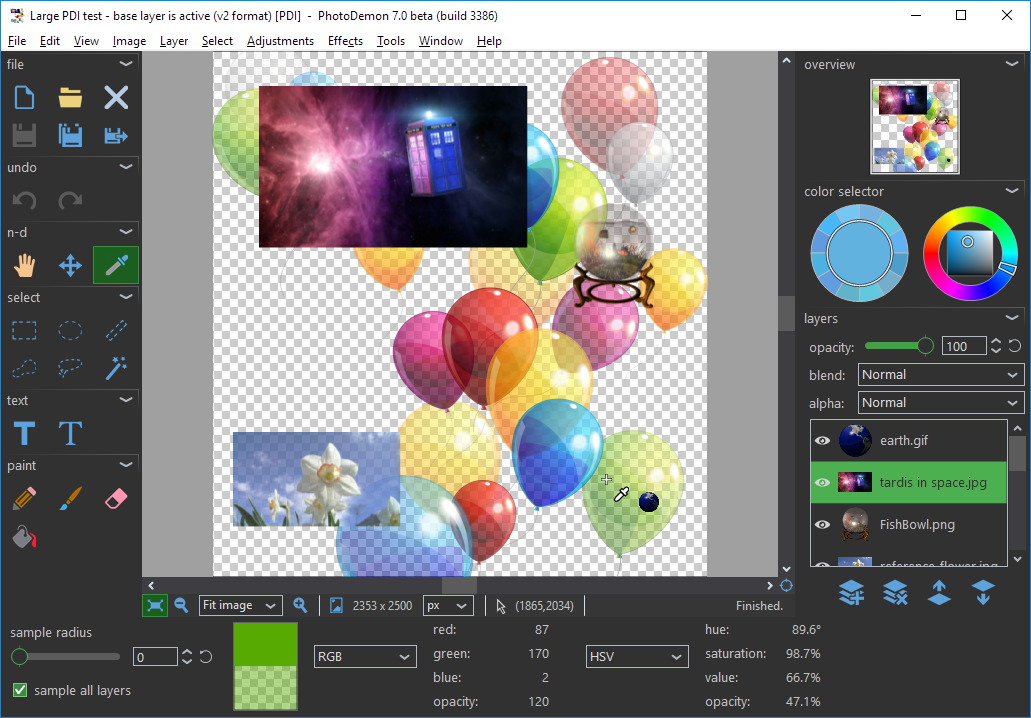 Large PDI test - base layer is active (v2 format) [PDI] - PhotoDemon 7.0 beta (build 3386)
File Edit View Image Layer Select Adjustments Effects Tools Window Help
file
undo
n-d
select
text
T T
paint
overview
color selector
layers
opacity: 100
blend: Normal
alpha: Normal
earth.gif
tardis in space.jpg
FishBowl.png
reference flower.jpg
Fit image 2353 x 2500 px (1865,2034) Finished.
sample radius
0
sample all layers
RGB
red: 87
green: 170
blue: 2
opacity: 120
HSV
hue: 89.6°
saturation: 98.7%
value: 66.7%
opacity: 47.1%